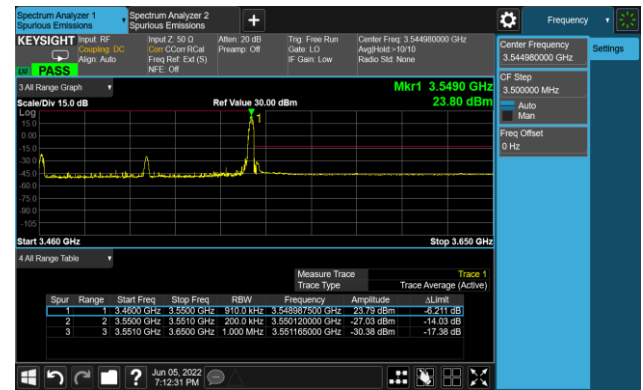 Spectrum Analyzer 1
Spurious Emissions
Spectrum Analyzer 2
Spurious Emissions
Frequency
KEYSIGHT
Input: RF
Coupling: DC
Align: Auto
Input Z: 50 Ω
Corr CCorr RCal
Freq Ref: Ext (S)
NFE: Off
Atten: 20 dB
Preamp: Off
Trig: Free Run
Gate: LO
IF Gain: Low
Center Freq: 3.544980000 GHz
Avg|Hold:>10/10
Radio Std: None
PASS
Center Frequency
3.544980000 GHz
Settings
CF Step
3.500000 MHz
Auto
Man
Freq Offset
0 Hz
3 All Range Graph
Mkr1 3.5490 GHz
Scale/Div 15.0 dB
Ref Value 30.00 dBm
23.80 dBm
Log
15.0
0.00
-15.0
-30.0
-45.0
-60.0
-75.0
-90.0
-105
1
Start 3.460 GHz
Stop 3.650 GHz
4 All Range Table
Measure Trace Trace 1
Trace Type Trace Average (Active)
Spur Range Start Freq Stop Freq RBW Frequency Amplitude ΔLimit
1 1 3.4600 GHz 3.5500 GHz 910.0 kHz 3.548987500 GHz 23.79 dBm -6.211 dB
2 2 3.5500 GHz 3.5510 GHz 200.0 kHz 3.550120000 GHz -27.03 dBm -14.03 dB
3 3 3.5510 GHz 3.6500 GHz 1.000 MHz 3.551165000 GHz -30.38 dBm -17.38 dB
Jun 05, 2022
7:12:31 PM